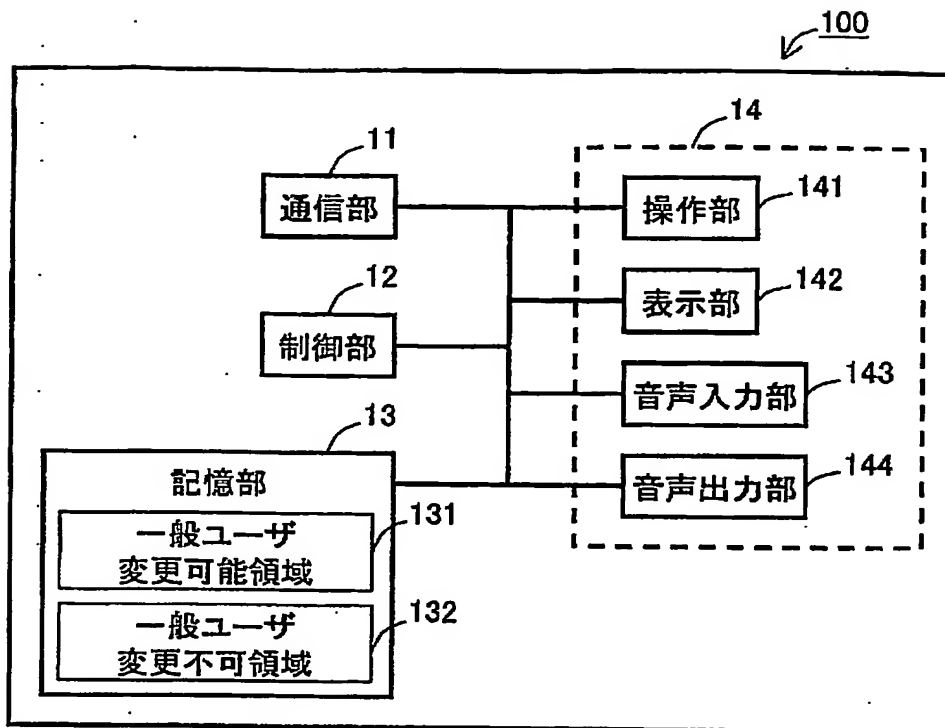 100
14
11
通信部
操作部
141
12
制御部
表示部
142
音声入力部
143
13
記憶部
音声出力部
144
131
一般ユーザ
変更可能領域
132
一般ユーザ
変更不可領域